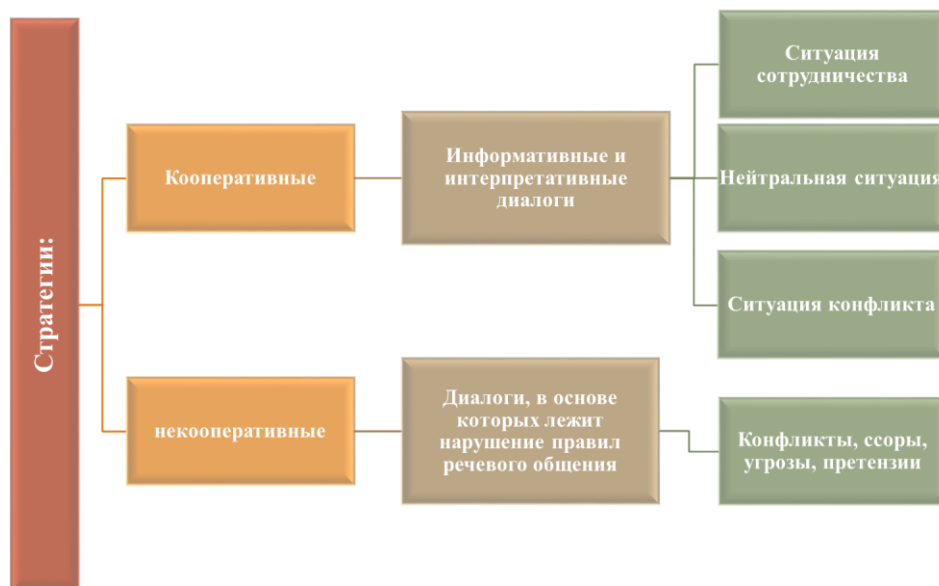 Стратегии:
Кооперативные
Информативные и
интерпретативные
диалоги
Ситуация
сотрудничества
Нейтральная ситуация
Ситуация конфликта
некооперативные
Диалоги, в основе
которых лежит
нарушение правил
речевого общения
Конфликты, ссоры,
угрозы, претензии